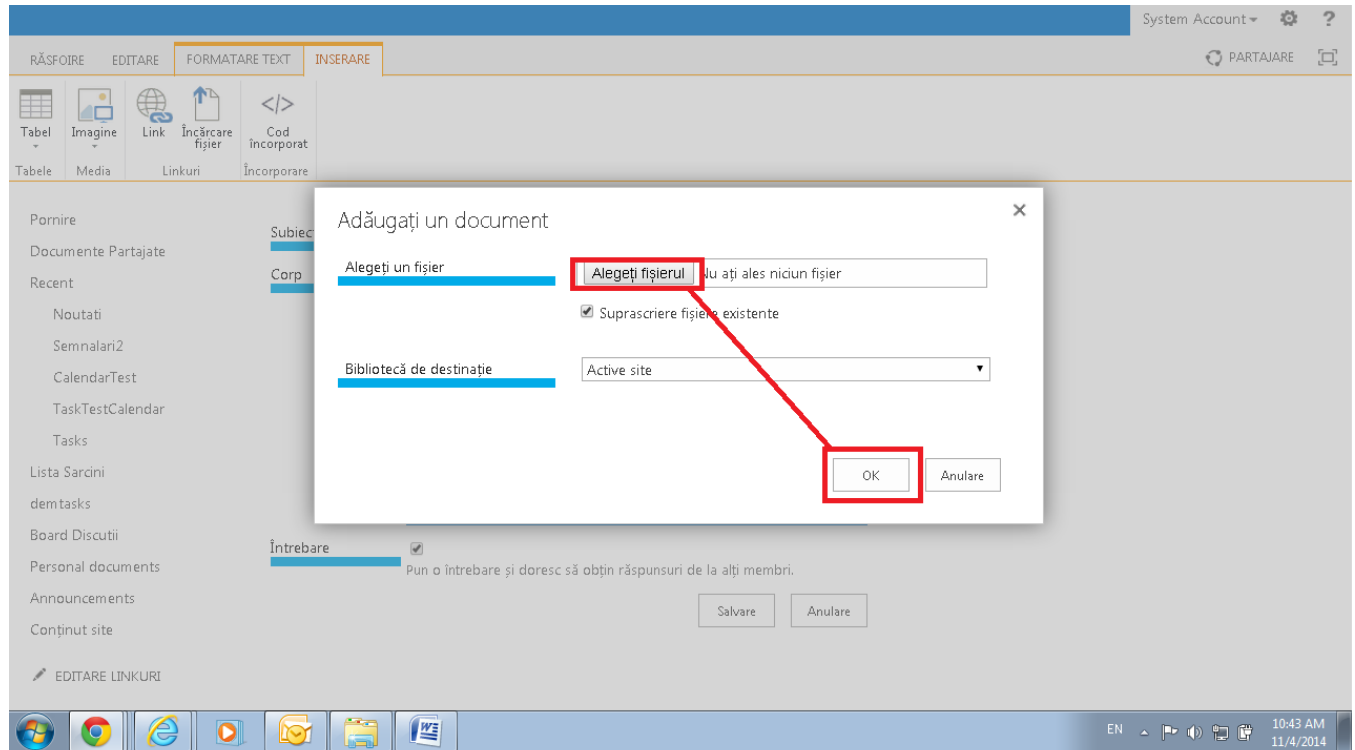 System Account
?
RĂSFOIRE EDITARE FORMATARE TEXT INSERARE
PARTAJARE
Tabel Imagine Link Încărcare fișier </> Cod încorporat
Tabele Media Linkuri Încorporare
Pornire
Documente Partajate
Recent
Noutati
Semnalari2
CalendarTest
TaskTestCalendar
Tasks
Lista Sarcini
demtasks
Board Discutii
Personal documents
Announcements
Conținut site
EDITARE LINKURI
Subiec
Corp
Adăugați un document
Alegeți un fișier
Alegeți fișierul Nu ați ales niciun fișier
Suprascriere fișiere existente
Bibliotecă de destinație
Active site
OK Anulare
Întrebare
Pun o întrebare și doresc să obțin răspunsuri de la alți membri.
Salvare Anulare
EN
10:43 AM
11/4/2014